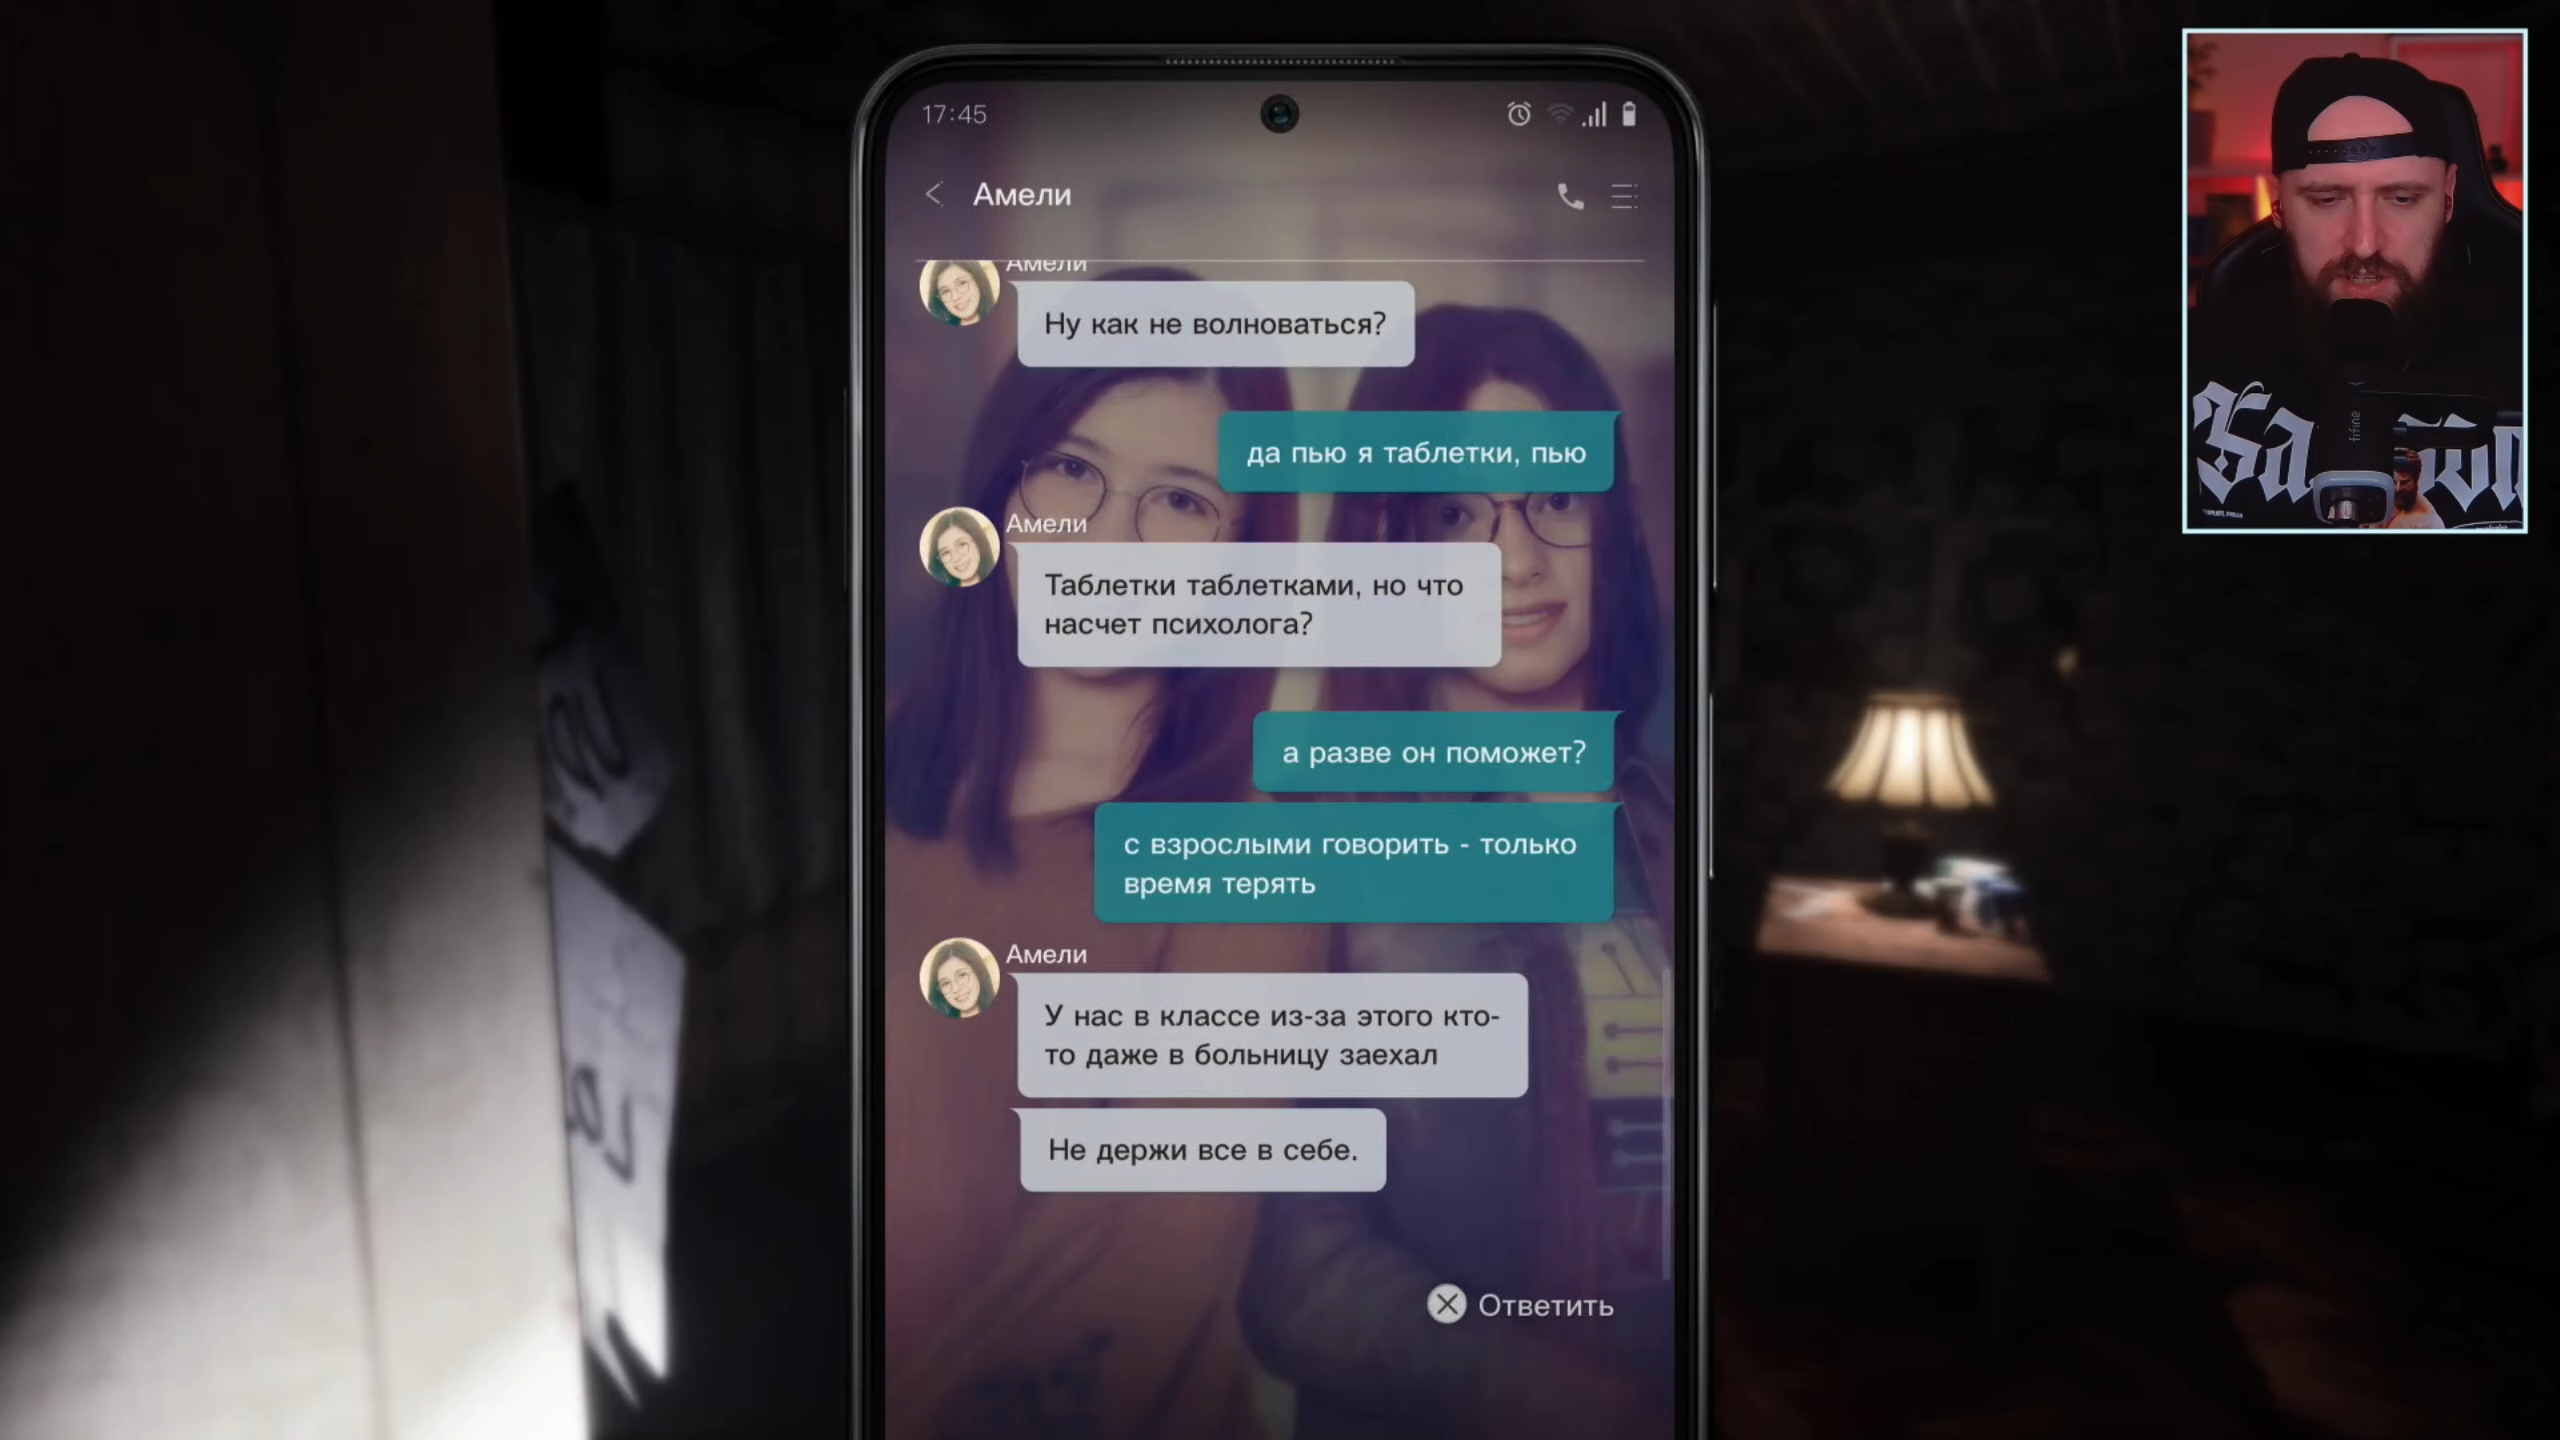 17:45
Амели
Амели
Ну как не волноваться?
да пью я таблетки, пью
Амели
Таблетки таблетками, но что
насчет психолога?
а разве он поможет?
с взрослыми говорить - только
время терять
Амели
У нас в классе из-за этого кто-
то даже в больницу заехал
Не держи все в себе.
Ответить
fifine